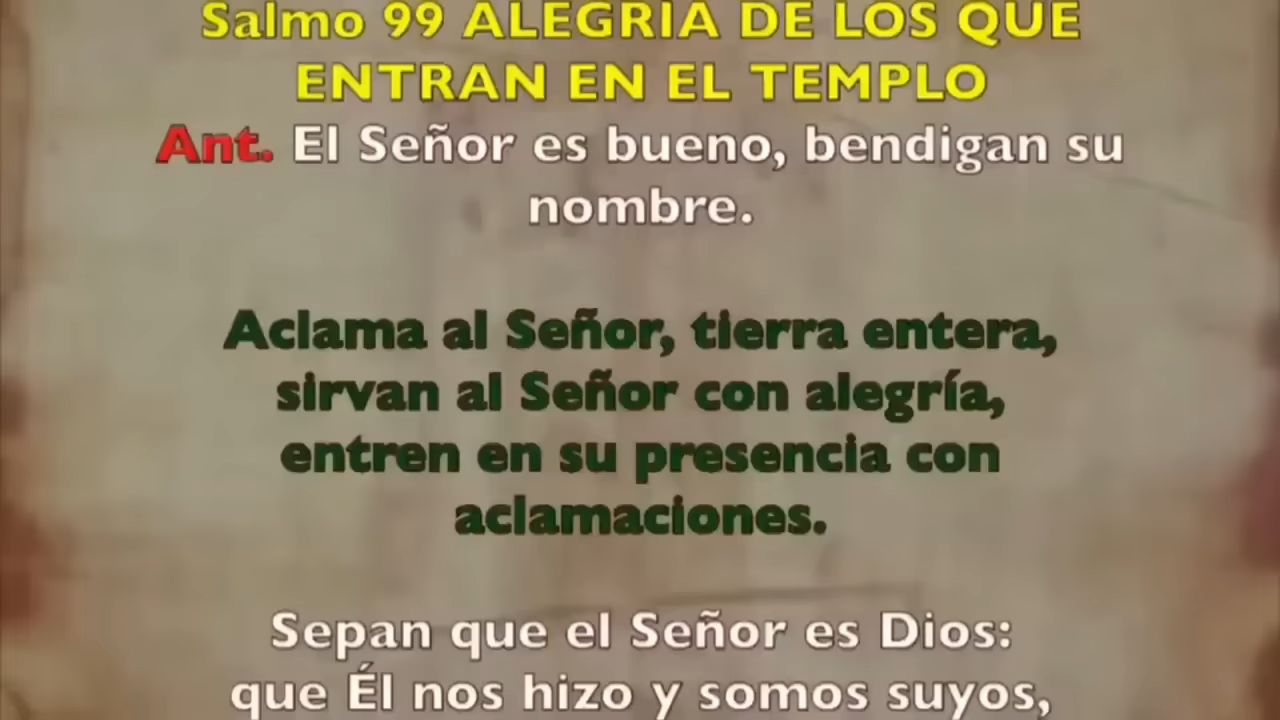 Salmo 99 ALEGRÍA DE LOS QUE
ENTRAN EN EL TEMPLO
Ant. El Señor es bueno, bendigan su
nombre.
Aclama al Señor, tierra entera,
sirvan al Señor con alegría,
entren en su presencia con
aclamaciones.
Sepan que el Señor es Dios:
que Él nos hizo y somos suyos,